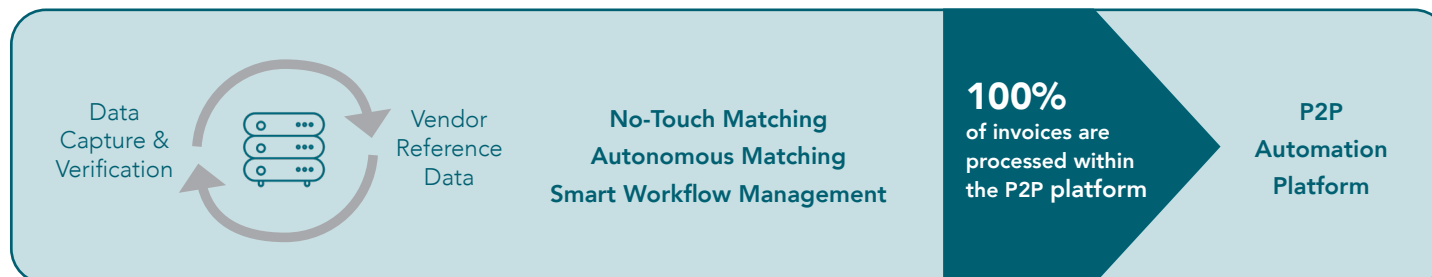 Data
Capture &
Verification
Vendor
Reference
Data
No-Touch Matching
Autonomous Matching
Smart Workflow Management
100%
of invoices are
processed within
the P2P platform
P2P
Automation
Platform